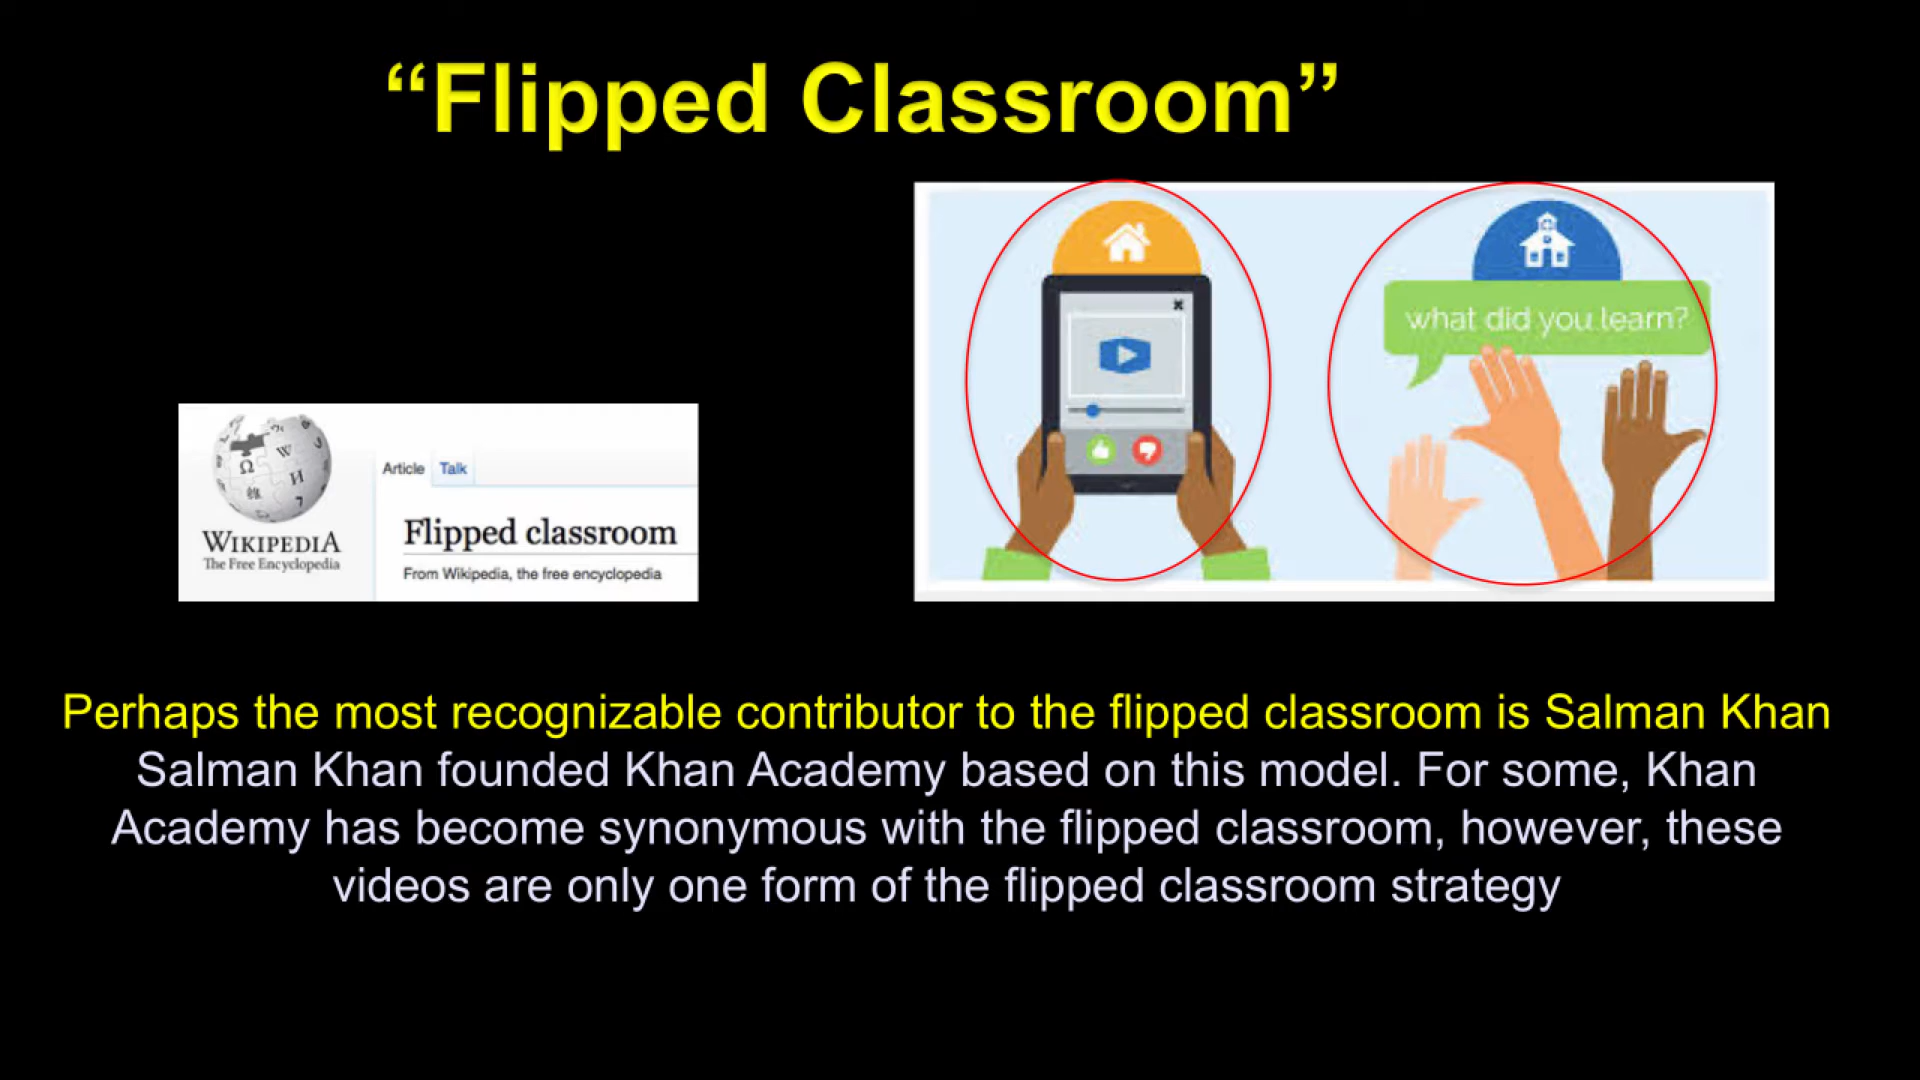 “Flipped Classroom”
what did you learn?
Article Talk
WIKIPEDIA
The Free Encyclopedia
Flipped classroom
From Wikipedia, the free encyclopedia
Perhaps the most recognizable contributor to the flipped classroom is Salman Khan
Salman Khan founded Khan Academy based on this model. For some, Khan
Academy has become synonymous with the flipped classroom, however, these
videos are only one form of the flipped classroom strategy